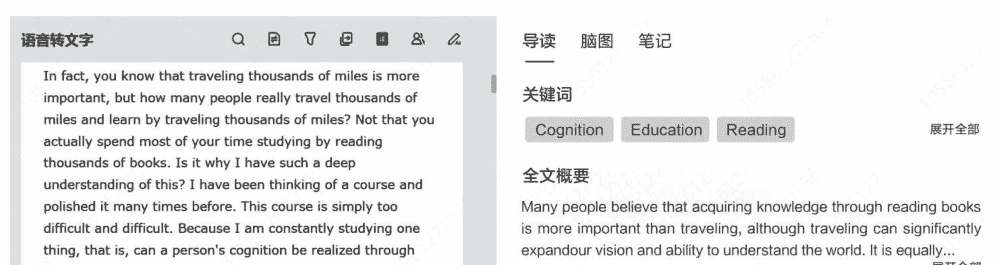 语音转文字
In fact, you know that traveling thousands of miles is more
important, but how many people really travel thousands of
miles and learn by traveling thousands of miles? Not that you
actually spend most of your time studying by reading
thousands of books. Is it why I have such a deep
understanding of this? I have been thinking of a course and
polished it many times before. This course is simply too
difficult and difficult. Because I am constantly studying one
thing, that is, can a person's cognition be realized through
导读 脑图 笔记
关键词
Cognition Education Reading 展开全部
全文概要
Many people believe that acquiring knowledge through reading books
is more important than traveling, although traveling can significantly
expandour vision and ability to understand the world. It is equally...
展开全部